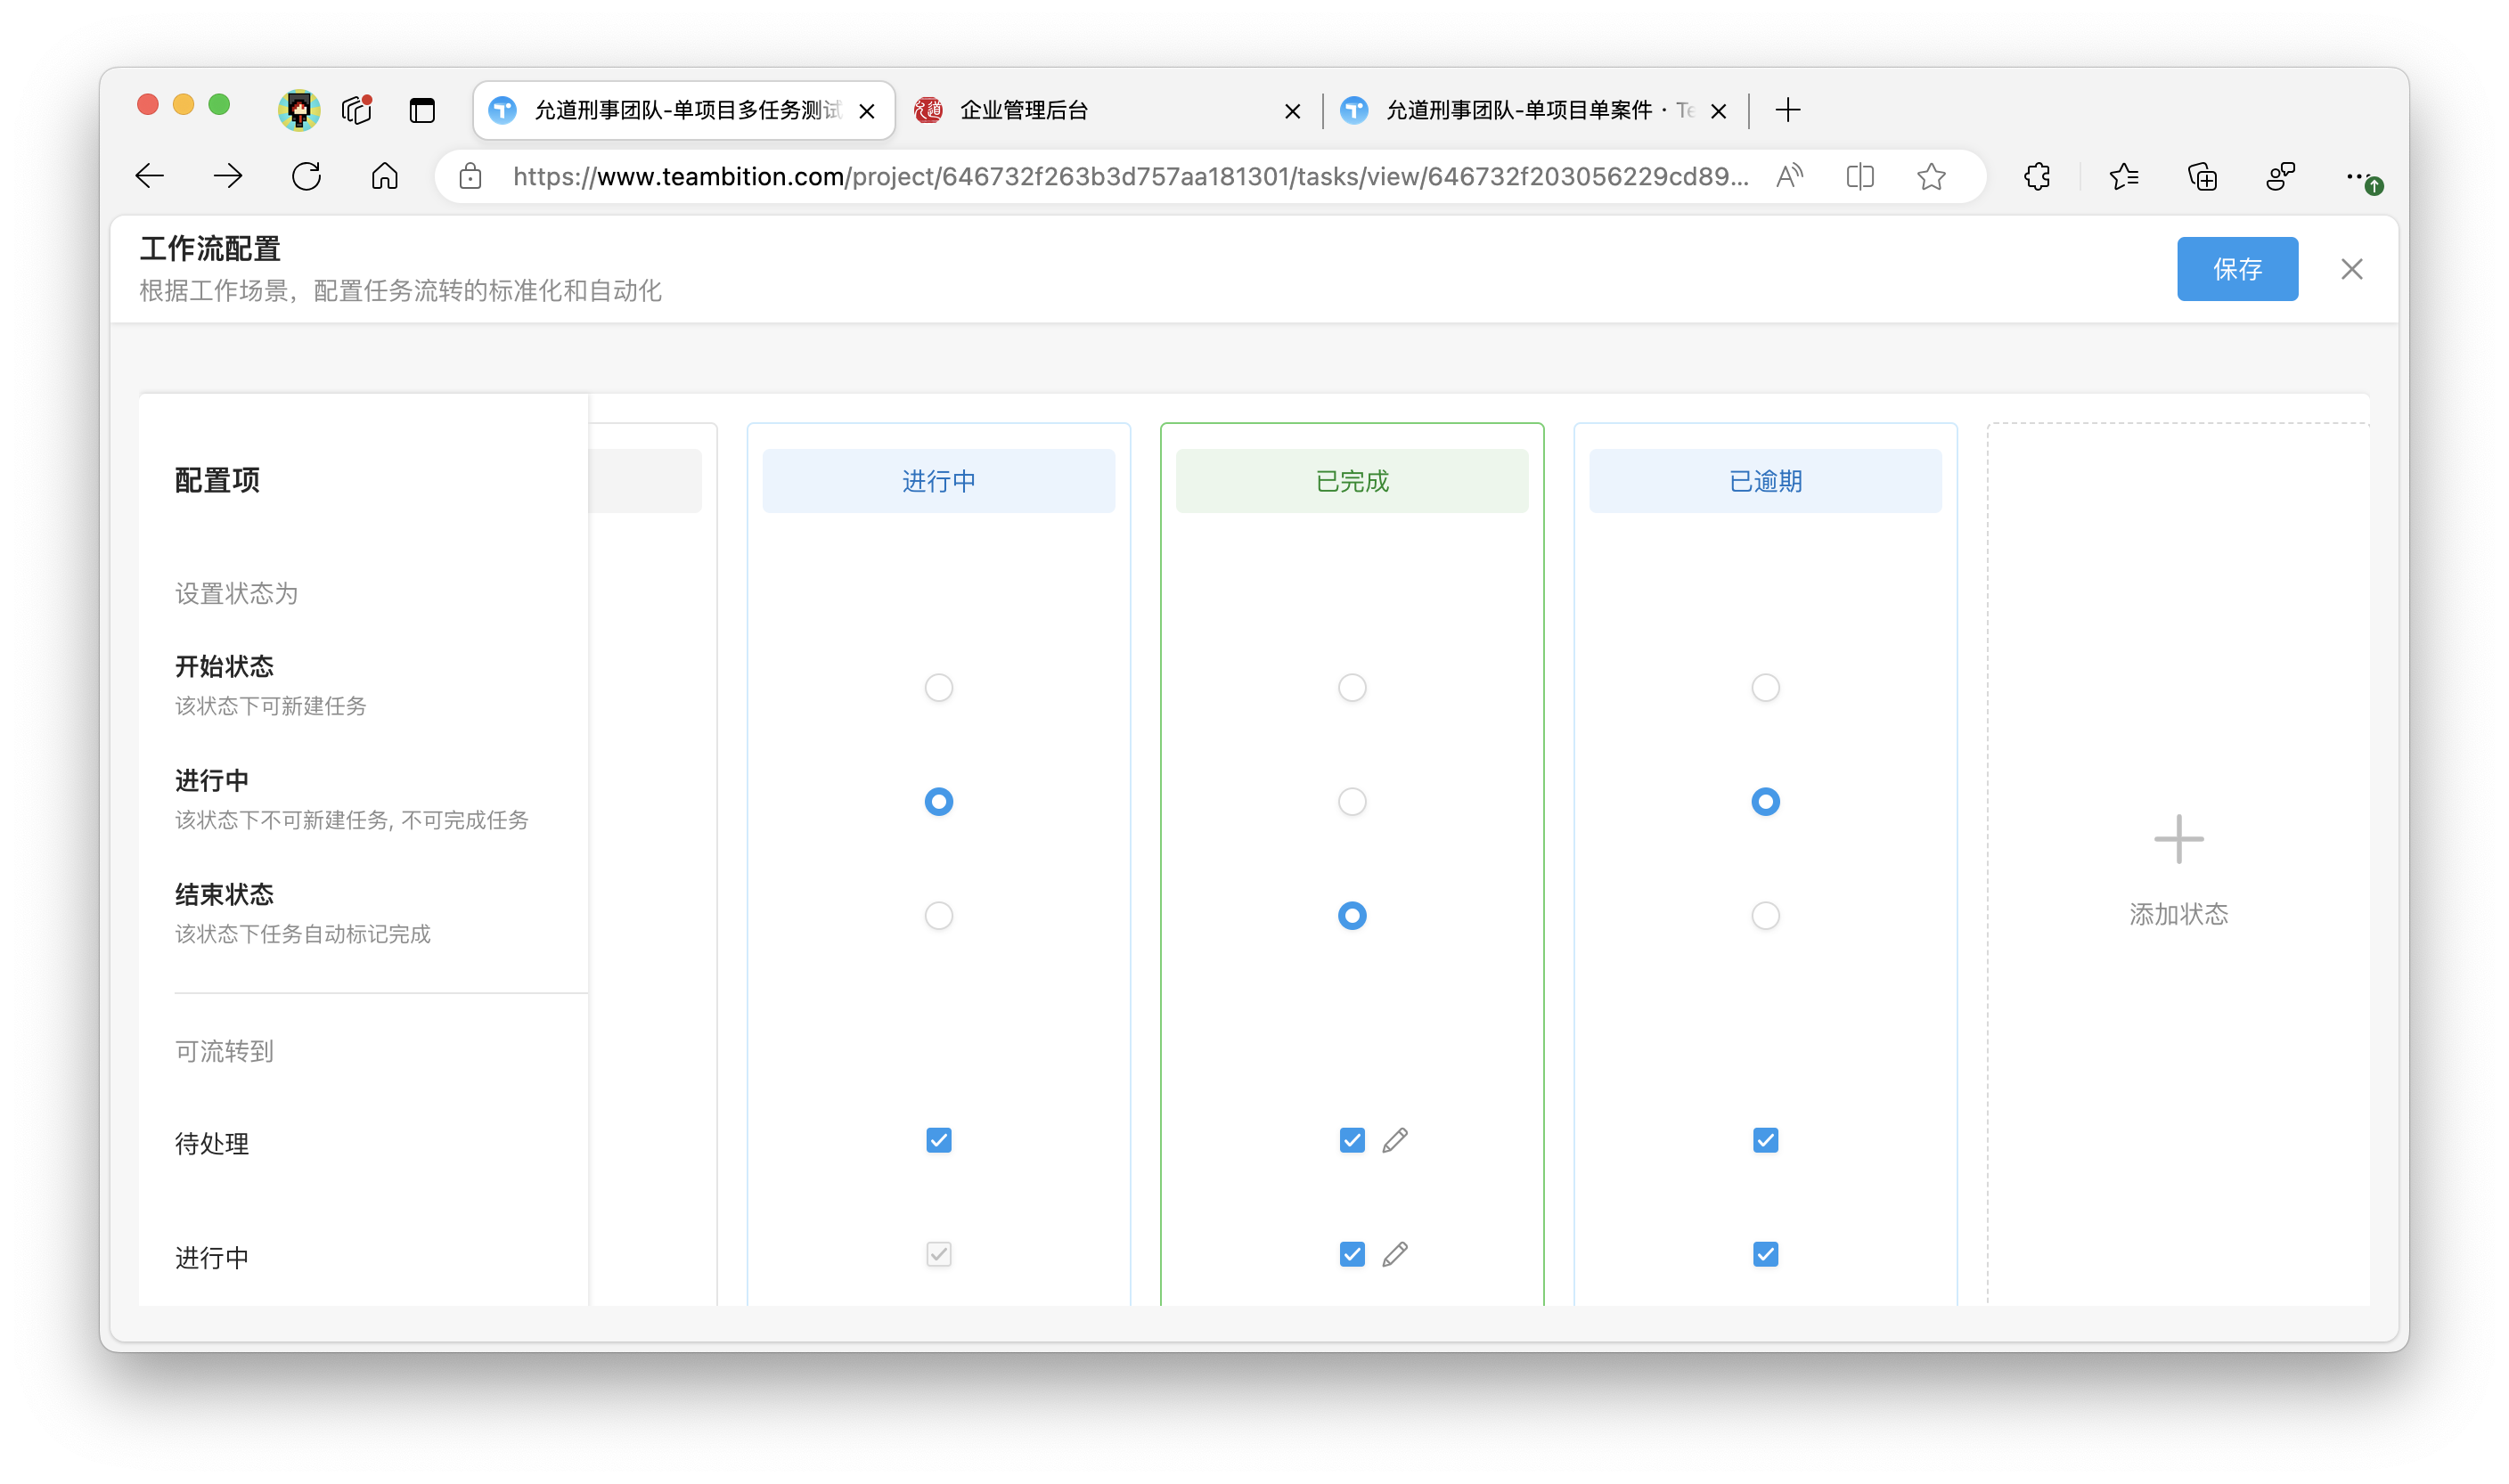 允道刑事团队-单项目多任务测试
企业管理后台
允道刑事团队-单项目单案件 · Te
https://www.teambition.com/project/646732f263b3d757aa181301/tasks/view/646732f203056229cd89...
工作流配置
根据工作场景，配置任务流转的标准化和自动化
保存
配置项
进行中
已完成
已逾期
设置状态为
开始状态
该状态下可新建任务
进行中
该状态下不可新建任务, 不可完成任务
结束状态
该状态下任务自动标记完成
添加状态
可流转到
待处理
进行中